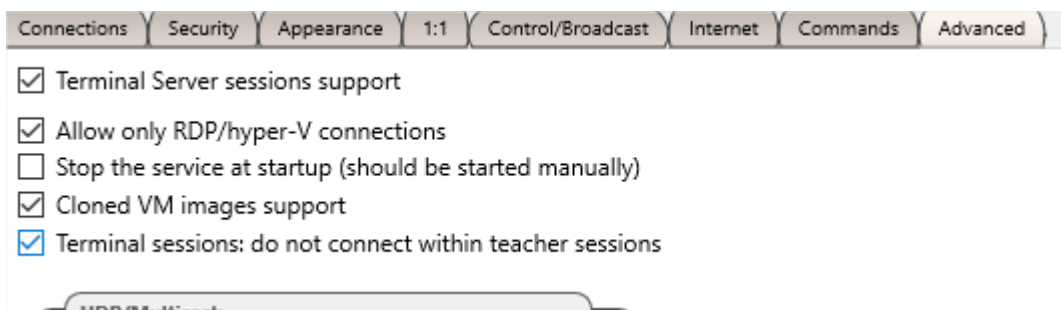 Connections Security Appearance 1:1 Control/Broadcast Internet Commands Advanced
Terminal Server sessions support
Allow only RDP/hyper-V connections
Stop the service at startup (should be started manually)
Cloned VM images support
Terminal sessions: do not connect within teacher sessions